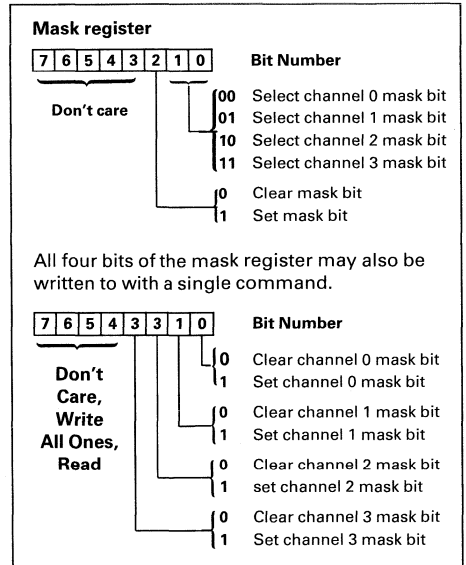 Mask register
7 6 5 4 3 2 1 0 Bit Number
Don't care
00 Select channel 0 mask bit
01 Select channel 1 mask bit
10 Select channel 2 mask bit
11 Select channel 3 mask bit
0 Clear mask bit
1 Set mask bit
All four bits of the mask register may also be
written to with a single command.
7 6 5 4 3 3 1 0 Bit Number
Don't
Care,
Write
All Ones,
Read
0 Clear channel 0 mask bit
1 Set channel 0 mask bit
0 Clear channel 1 mask bit
1 Set channel 1 mask bit
0 Clear channel 2 mask bit
1 set channel 2 mask bit
0 Clear channel 3 mask bit
1 Set channel 3 mask bit